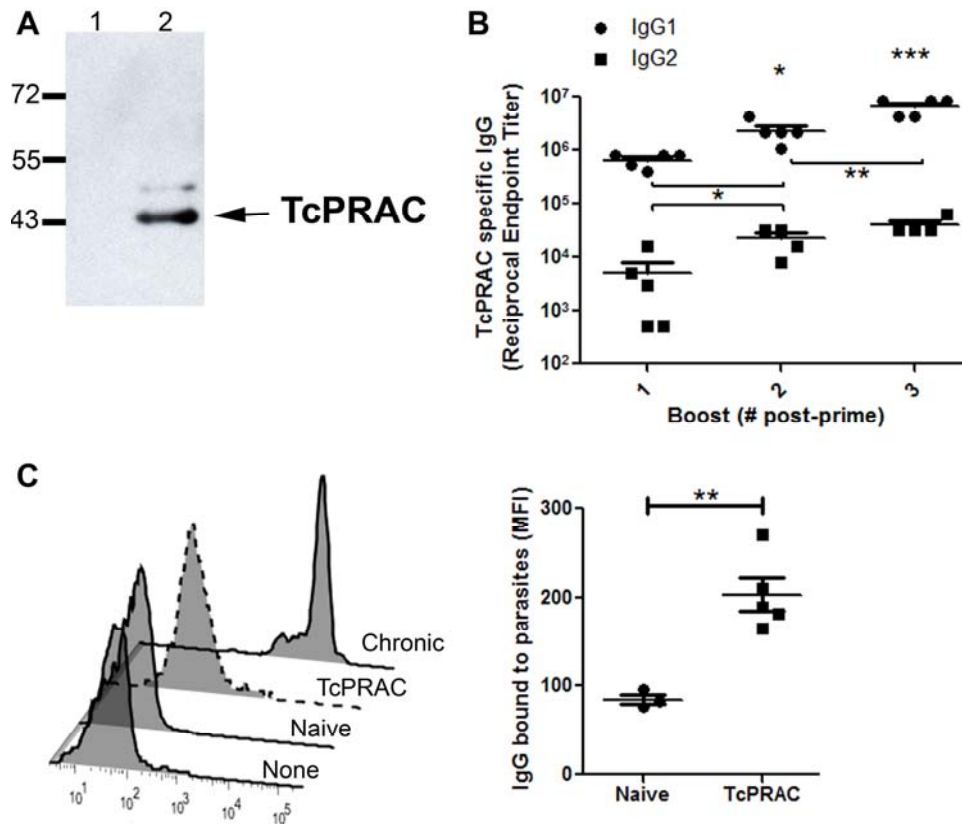 A
1 2
72
55
43
TcPRAC
B
IgG1
IgG2
TcPRAC specific IgG
(Reciprocal Endpoint Titer)
10⁷
10⁶
10⁵
10⁴
10³
10²
*
***
*
**
1 2 3
Boost (# post-prime)
C
Chronic
TcPRAC
Naive
None
10¹ 10² 10³ 10⁴ 10⁵
IgG bound to parasites (MFI)
300
200
100
0
**
Naive TcPRAC